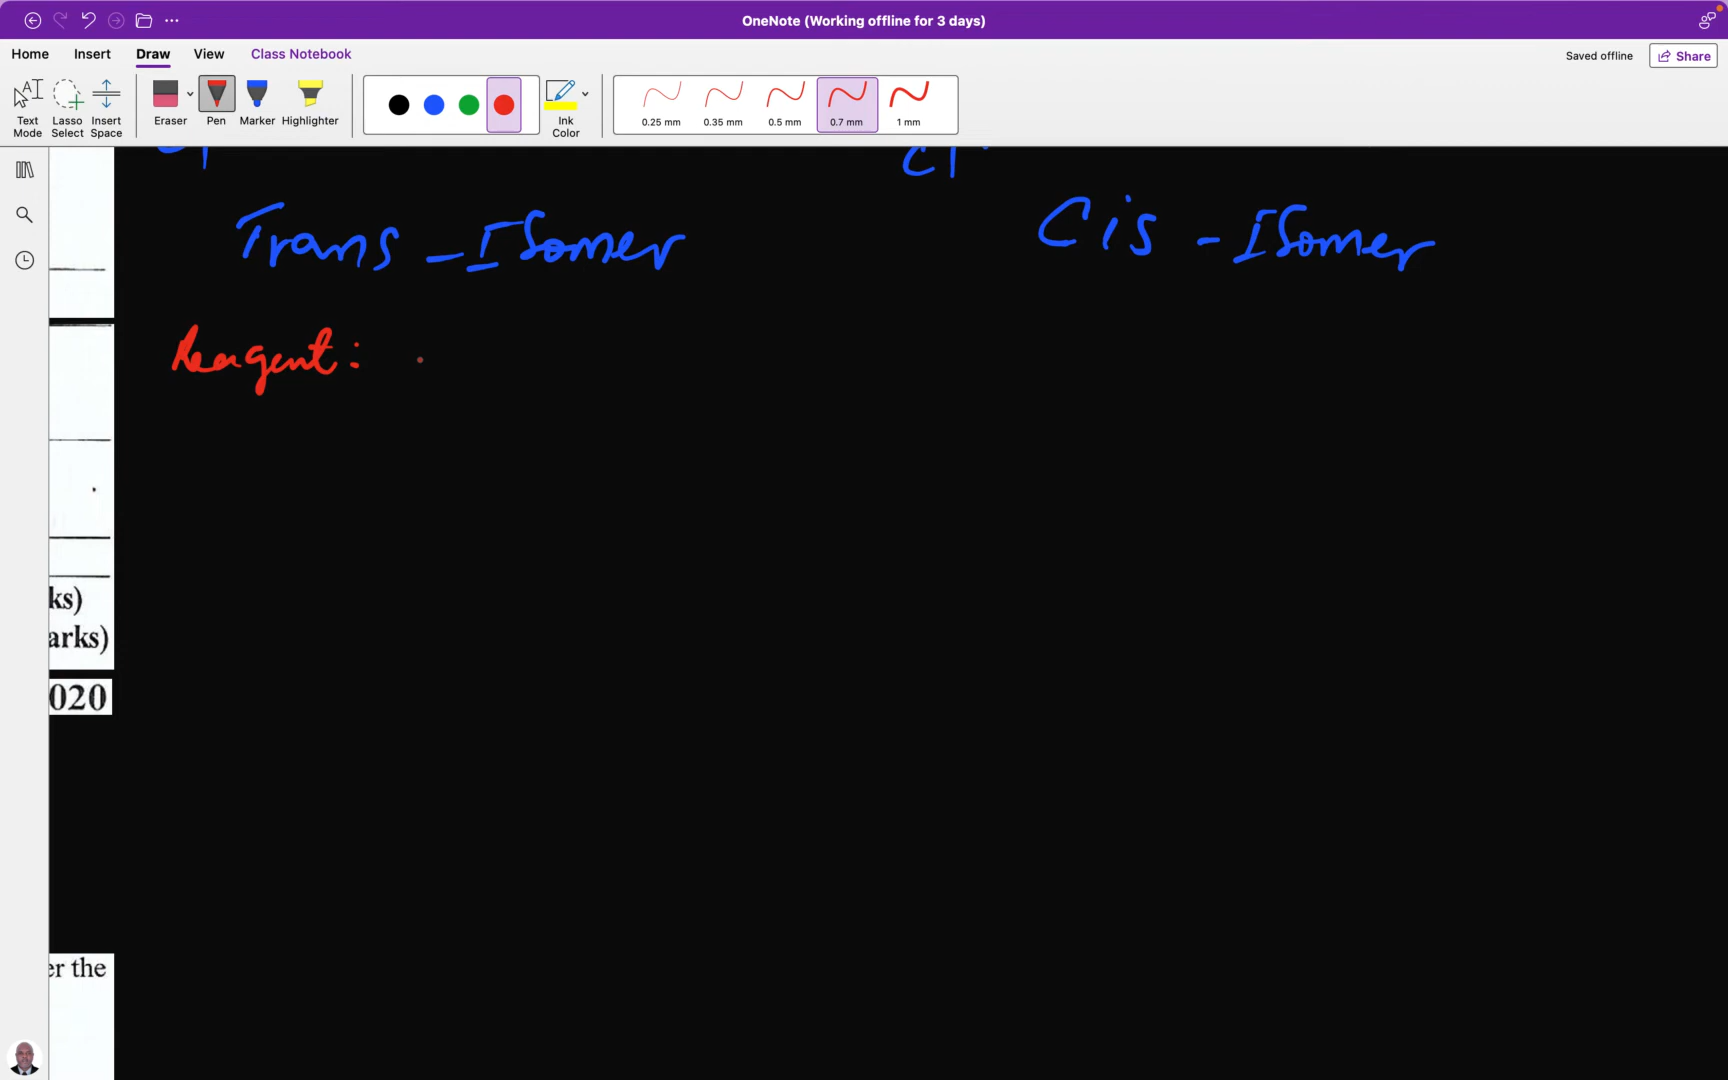 OneNote (Working offline for 3 days)
Home Insert Draw View Class Notebook
Saved offline Share
Text Mode
Lasso Select
Insert Space
Eraser
Pen
Marker
Highlighter
Ink Color
0.25 mm 0.35 mm 0.5 mm 0.7 mm 1 mm
Cl
Trans - Isomer Cis - Isomer
Reagent:
ks)
arks)
020
er the